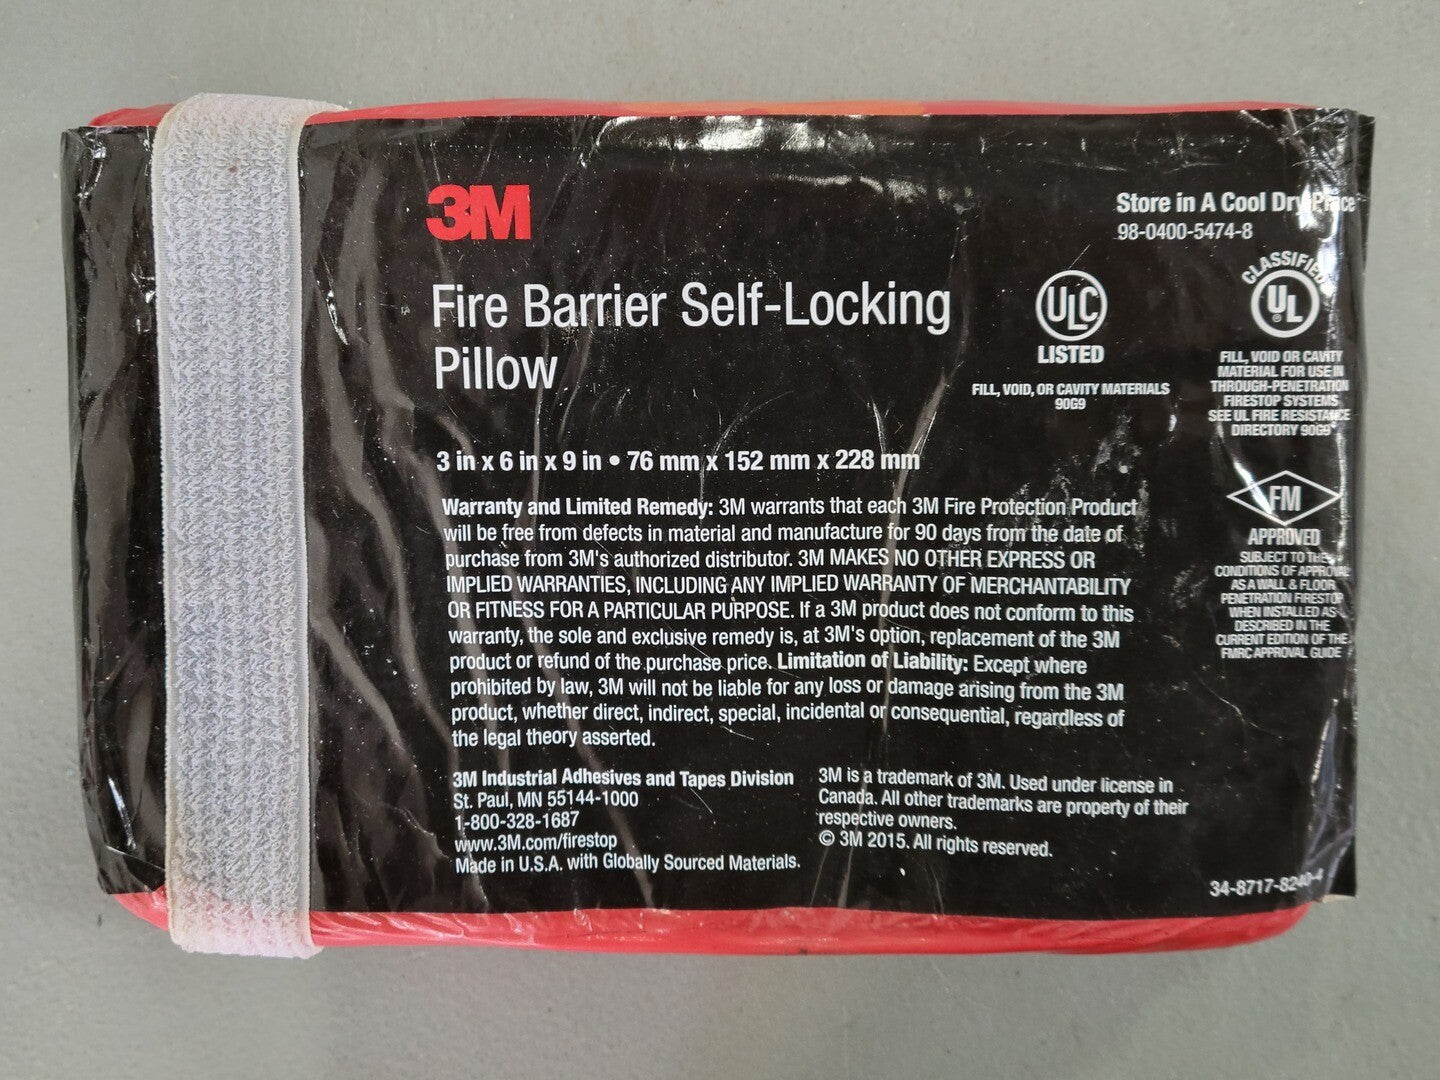 3M
Fire Barrier Self-Locking
Pillow
3 in x 6 in x 9 in • 76 mm x 152 mm x 228 mm
Warranty and Limited Remedy: 3M warrants that each 3M Fire Protection Product
will be free from defects in material and manufacture for 90 days from the date of
purchase from 3M's authorized distributor. 3M MAKES NO OTHER EXPRESS OR
IMPLIED WARRANTIES, INCLUDING ANY IMPLIED WARRANTY OF MERCHANTABILITY
OR FITNESS FOR A PARTICULAR PURPOSE. If a 3M product does not conform to this
warranty, the sole and exclusive remedy is, at 3M's option, replacement of the 3M
product or refund of the purchase price. Limitation of Liability: Except where
prohibited by law, 3M will not be liable for any loss or damage arising from the 3M
product, whether direct, indirect, special, incidental or consequential, regardless of
the legal theory asserted.
3M Industrial Adhesives and Tapes Division
St. Paul, MN 55144-1000
1-800-328-1687
www.3M.com/firestop
Made in U.S.A. with Globally Sourced Materials.
3M is a trademark of 3M. Used under license in
Canada. All other trademarks are property of their
respective owners.
© 3M 2015. All rights reserved.
Store in A Cool Dry Place
98-0400-5474-8
ULC
LISTED
FILL, VOID, OR CAVITY MATERIALS
90G9
CLASSIFIED
UL
®
FILL, VOID OR CAVITY
MATERIAL FOR USE IN
THROUGH-PENETRATION
FIRESTOP SYSTEMS
SEE UL FIRE RESISTANCE
DIRECTORY 90G9
FM
APPROVED
SUBJECT TO THE
CONDITIONS OF APPROVAL
AS A WALL & FLOOR
PENETRATION FIRESTOP
WHEN INSTALLED AS
DESCRIBED IN THE
CURRENT EDITION OF THE
FMRC APPROVAL GUIDE
34-8717-8240-4